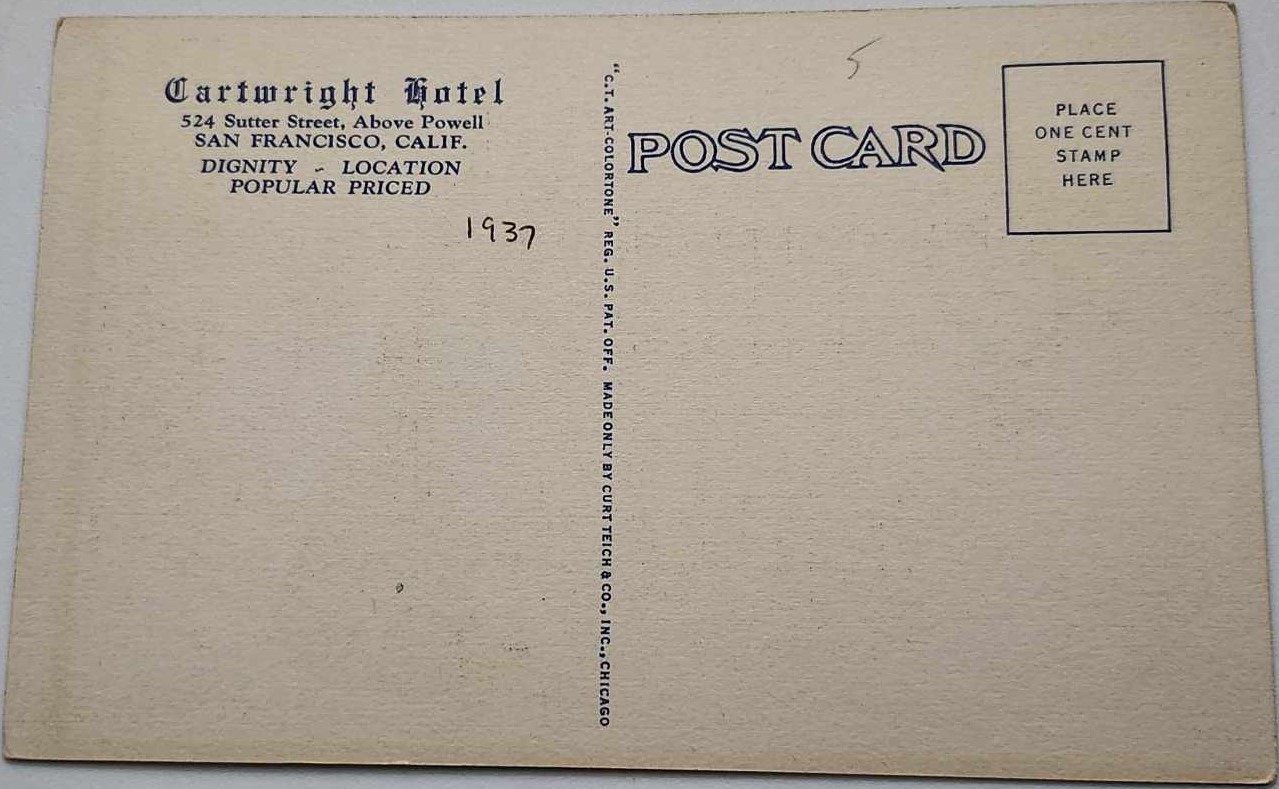 Cartwright Hotel
524 Sutter Street, Above Powell
SAN FRANCISCO, CALIF.
DIGNITY - LOCATION
POPULAR PRICED
1937
"C.T. ART-COLORTONE" REG. U.S. PAT. OFF. MADE ONLY BY CURT TEICH & CO., INC., CHICAGO
5
POST CARD
PLACE
ONE CENT
STAMP
HERE